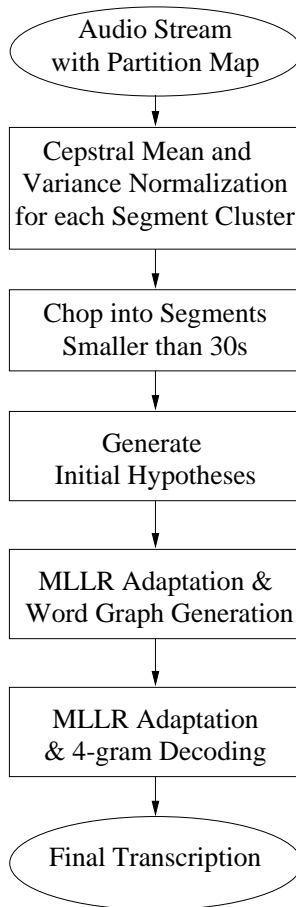 Audio Stream
with Partition Map
Cepstral Mean and
Variance Normalization
for each Segment Cluster
Chop into Segments
Smaller than 30s
Generate
Initial Hypotheses
MLLR Adaptation &
Word Graph Generation
MLLR Adaptation
& 4-gram Decoding
Final Transcription